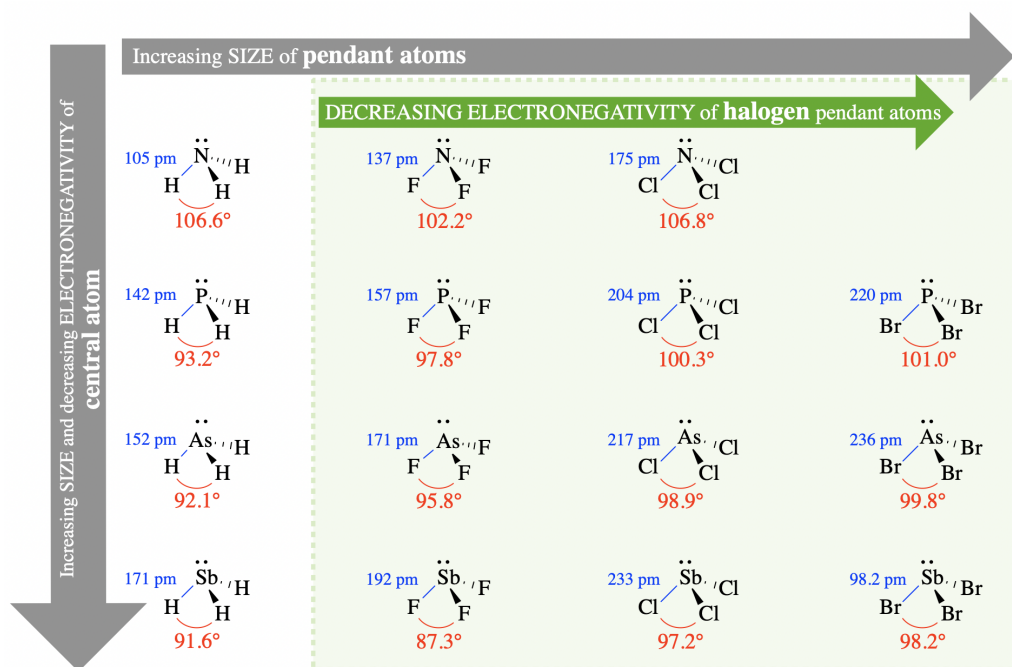 Increasing SIZE of pendant atoms
DECREASING ELECTRONEGATIVITY of halogen pendant atoms
Increasing SIZE and decreasing ELECTRONEGATIVITY of
central atom
105 pm N H H H 106.6°
137 pm N F F F 102.2°
175 pm N Cl Cl Cl 106.8°
142 pm P H H H 93.2°
157 pm P F F F 97.8°
204 pm P Cl Cl Cl 100.3°
220 pm P Br Br Br 101.0°
152 pm As H H H 92.1°
171 pm As F F F 95.8°
217 pm As Cl Cl Cl 98.9°
236 pm As Br Br Br 99.8°
171 pm Sb H H H 91.6°
192 pm Sb F F F 87.3°
233 pm Sb Cl Cl Cl 97.2°
98.2 pm Sb Br Br Br 98.2°